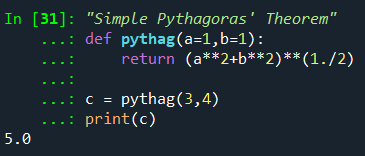 In [31]: "Simple Pythagoras' Theorem"
    ...: def pythag(a=1,b=1):
    ...:     return (a**2+b**2)**(1./2)
    ...:
    ...: c = pythag(3,4)
    ...: print(c)
5.0